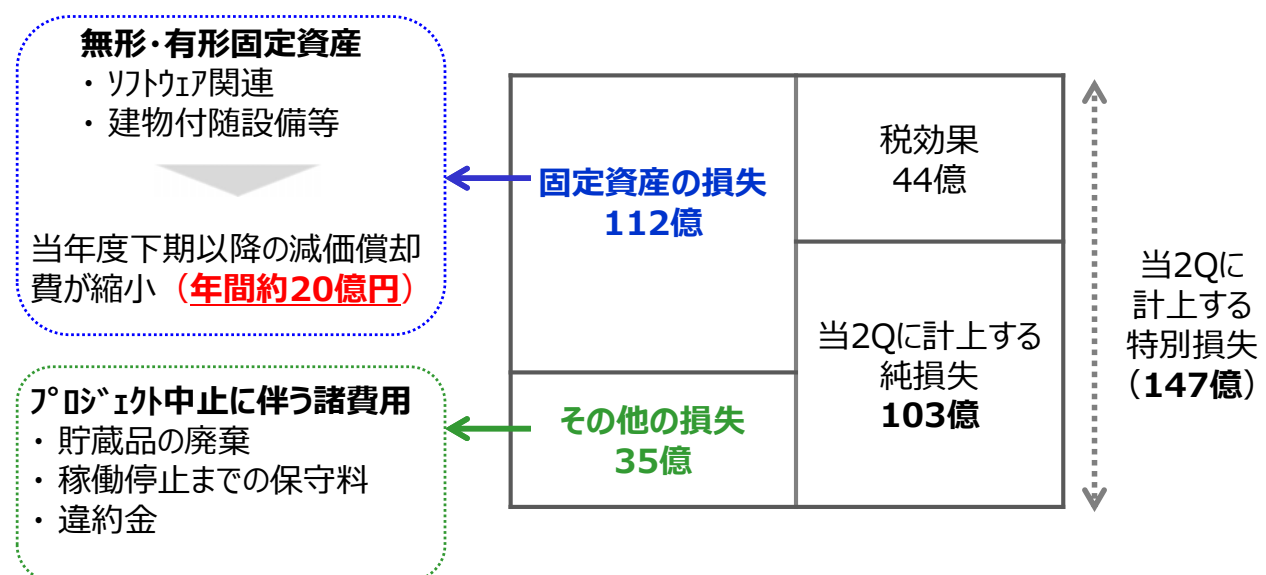 無形・有形固定資産
・ ｿﾌﾄｳｪｱ関連
・ 建物付随設備等
当年度下期以降の減価償却
費が縮小（年間約20億円）
ﾌﾟﾛｼﾞｪｸﾄ中止に伴う諸費用
・ 貯蔵品の廃棄
・ 稼働停止までの保守料
・ 違約金
固定資産の損失
112億
その他の損失
35億
税効果
44億
当2Qに計上する
純損失
103億
当2Qに
計上する
特別損失
（147億）